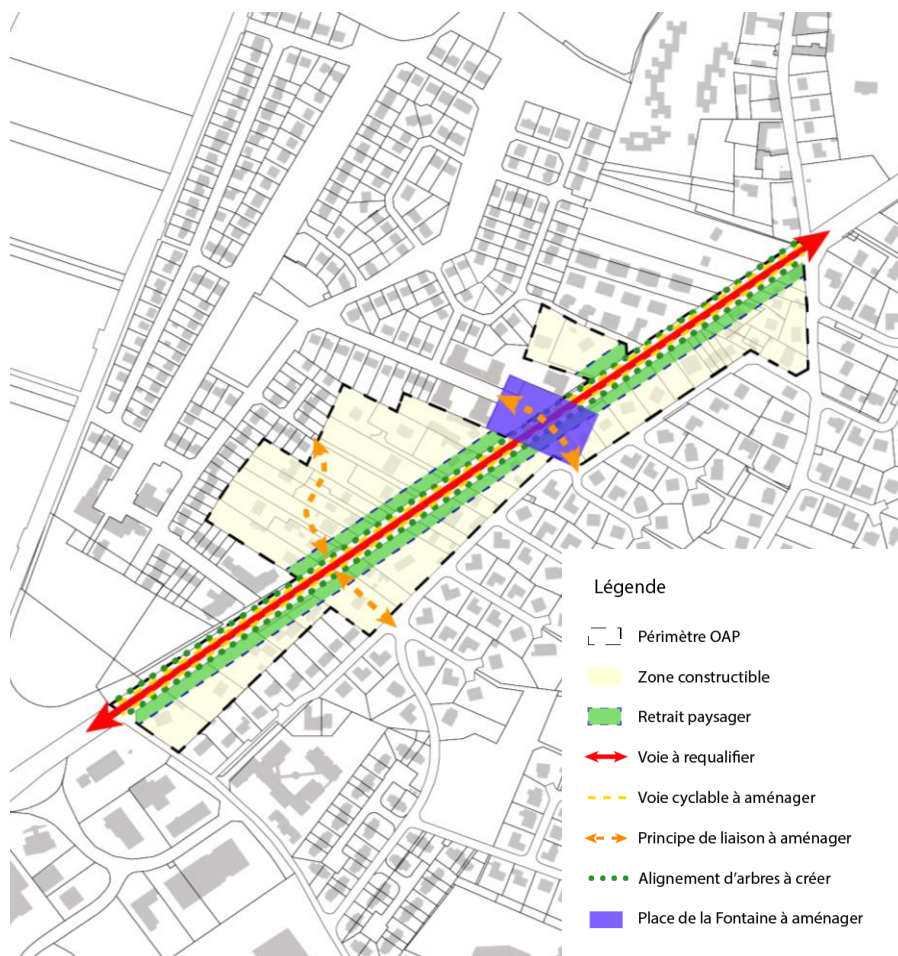 Légende
Périmètre OAP
Zone constructible
Retrait paysager
Voie à requalifier
Voie cyclable à aménager
Principe de liaison à aménager
Alignement d'arbres à créer
Place de la Fontaine à aménager